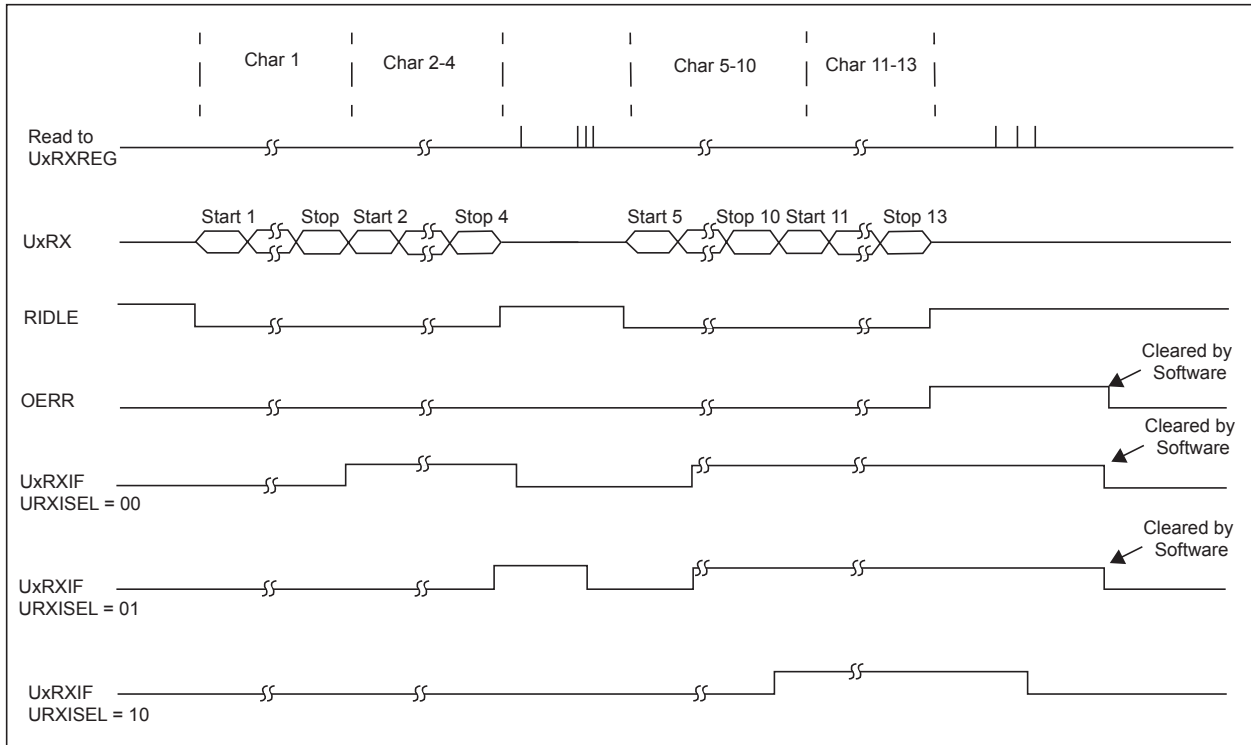 Char 1
Char 2-4
Char 5-10
Char 11-13
Read to
UxRXREG
Start 1
Stop
Start 2
Stop 4
Start 5
Stop 10
Start 11
Stop 13
UxRX
RIDLE
Cleared by
Software
OERR
Cleared by
Software
UxRXIF
URXISEL = 00
Cleared by
Software
UxRXIF
URXISEL = 01
UxRXIF
URXISEL = 10